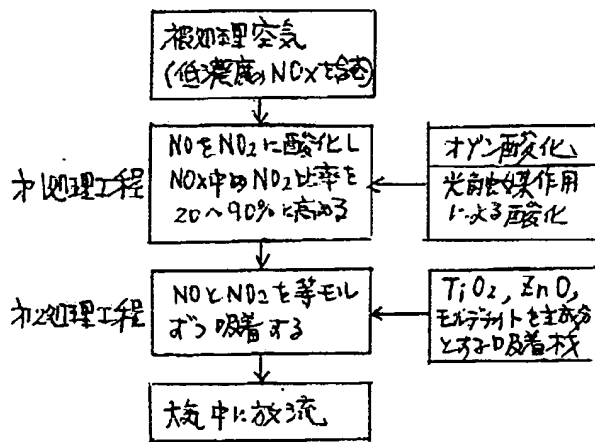 被処理空気
(低濃度のNOXを含む)
NOをNO2に酸化し
NOX中のNO2比率を
20～90%に高める
オゾン酸化、
光触媒作用
による酸化
才1処理工程
NOとNO2を等モル
ずつ吸着する
TiO2, ZnO,
モルデナイトを主成分
とする吸着材
才2処理工程
大気中に放流